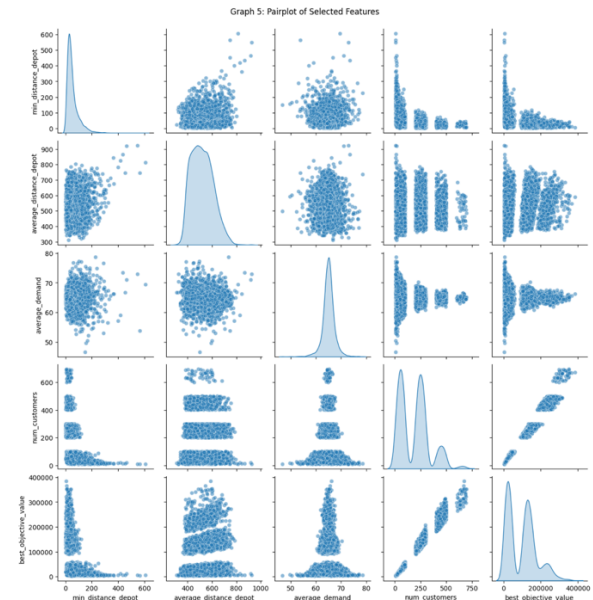 Graph 5: Pairplot of Selected Features
min_distance_depot
600
500
400
300
200
100
0
average_distance_depot
900
800
700
600
500
400
300
average_demand
80
70
60
50
num_customers
600
400
200
0
best_objective_value
400000
300000
200000
100000
0
0 200 400 600
400 600 800 1000
50 60 70 80
0 250 500 750
0 200000 400000
min_distance_depot average_distance_depot average_demand num_customers best_objective_value